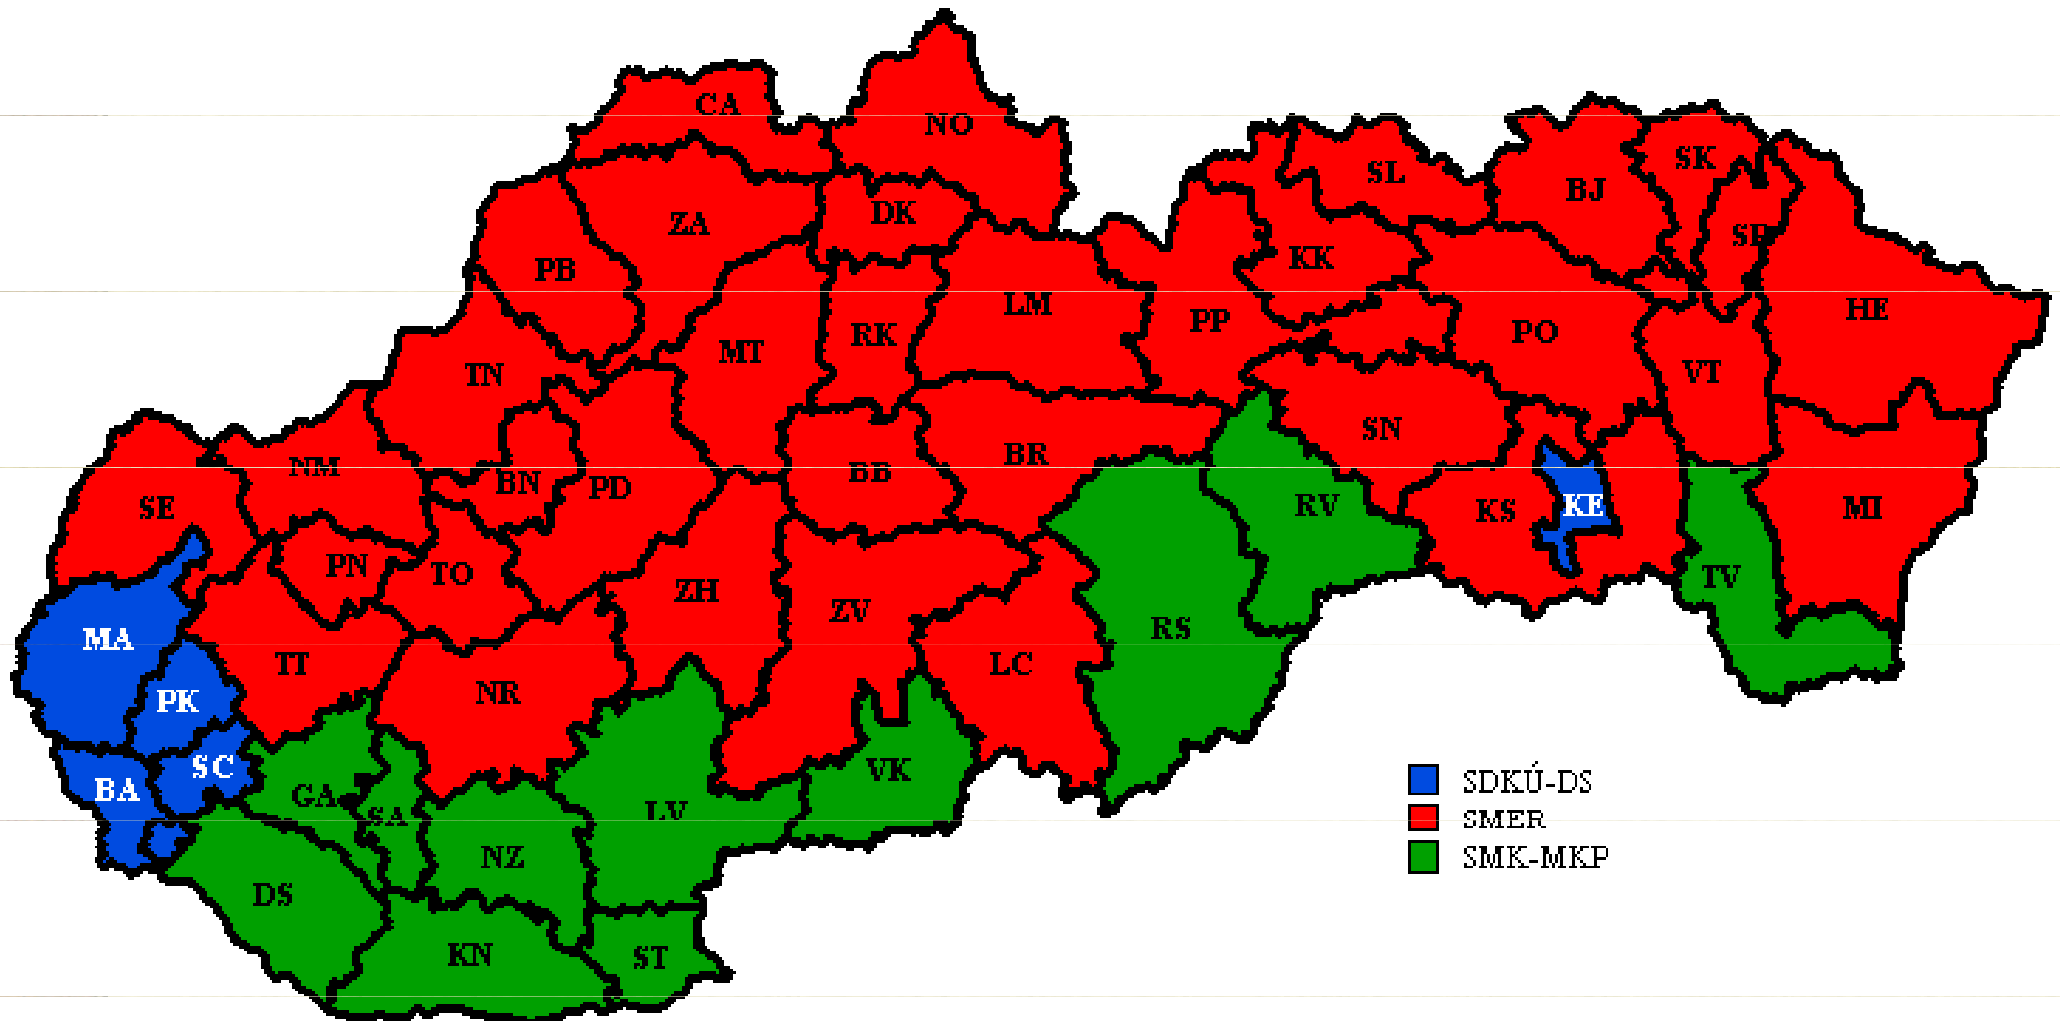 CA
NO
SK
SL
BJ
DK
ZA
SP
KK
PB
LM
HE
PP
PO
RK
MT
VT
TN
SN
BR
NM
BB
BN
PD
RV
KE
SE
KS
MI
PN
TO
TV
ZH
ZV
RS
MA
TT
LC
NR
PK
SC
VK
SDKÚ-DS
BA
GA
LV
SA
SMER
NZ
SMK-MKP
DS
KN
ST